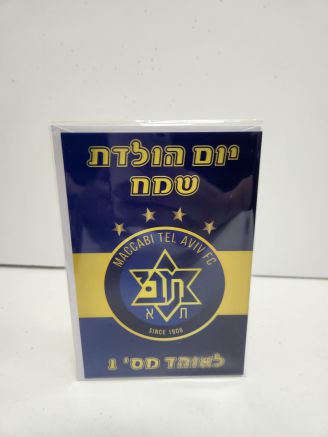 יום הולדת
שמח
MACCABI TEL AVIV FC
ת א
SINCE 1906
לאוהד מס' 1